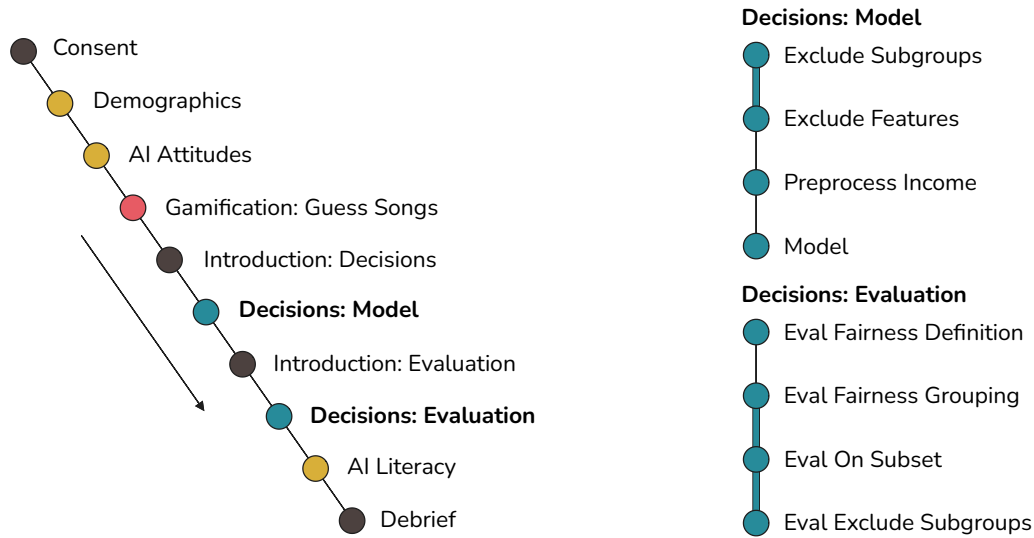 Consent
Demographics
AI Attitudes
Gamification: Guess Songs
Introduction: Decisions
Decisions: Model
Introduction: Evaluation
Decisions: Evaluation
AI Literacy
Debrief
Decisions: Model
Exclude Subgroups
Exclude Features
Preprocess Income
Model
Decisions: Evaluation
Eval Fairness Definition
Eval Fairness Grouping
Eval On Subset
Eval Exclude Subgroups